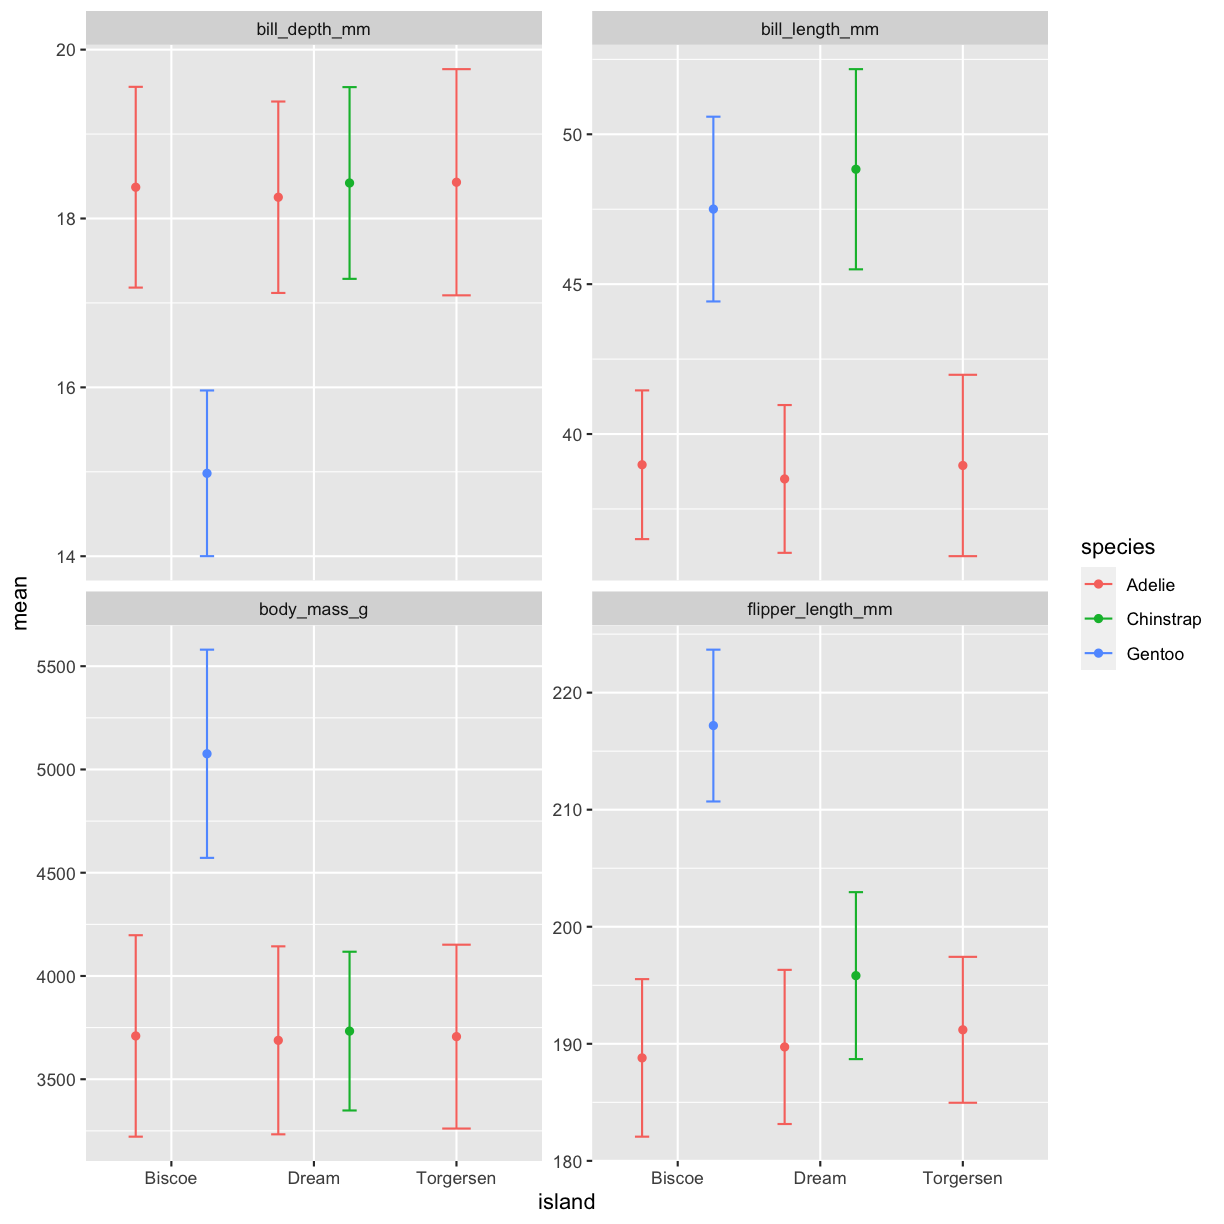 bill_depth_mm
bill_length_mm
20
18
16
14
50
45
40
mean
body_mass_g
flipper_length_mm
5500
5000
4500
4000
3500
220
210
200
190
180
Biscoe
Dream
Torgersen
Biscoe
Dream
Torgersen
island
species
Adelie
Chinstrap
Gentoo